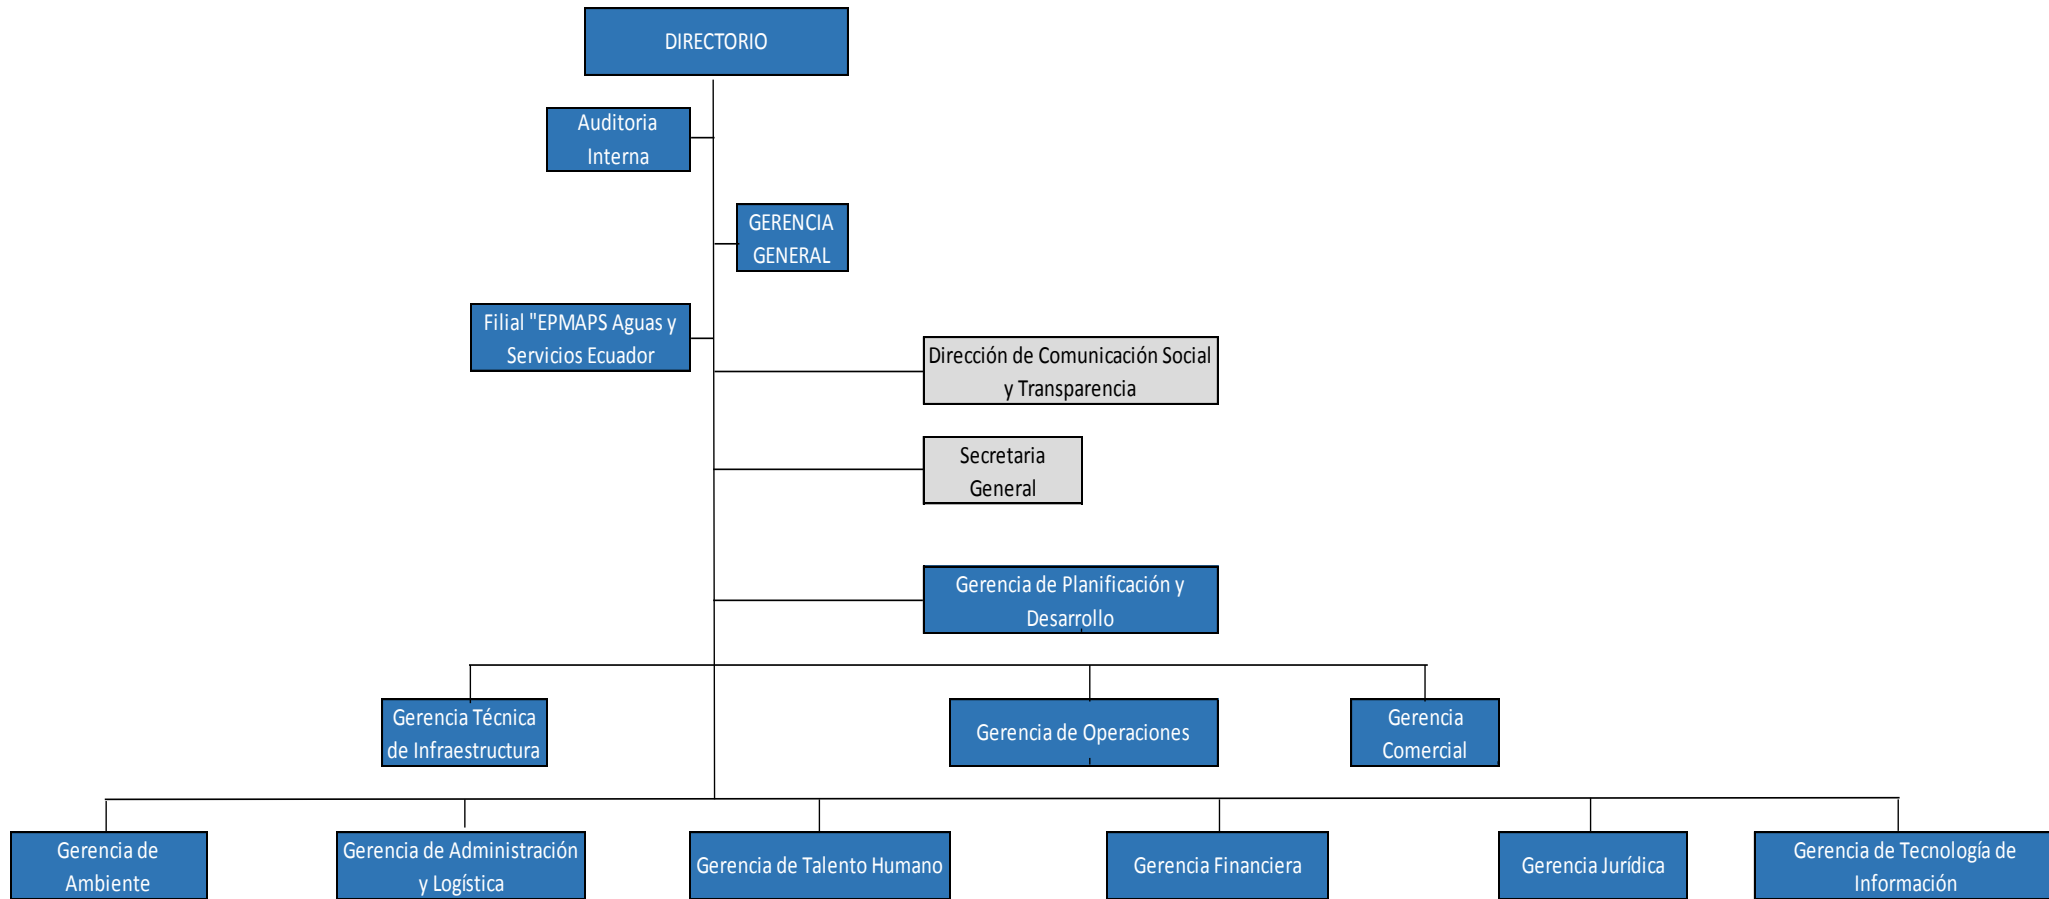 DIRECTORIO
Auditoria
Interna
GERENCIA
GENERAL
Filial "EPMAPS Aguas y
Servicios Ecuador
Dirección de Comunicación Social
y Transparencia
Secretaria
General
Gerencia de Planificación y
Desarrollo
Gerencia Técnica
de Infraestructura
Gerencia de Operaciones
Gerencia
Comercial
Gerencia de
Ambiente
Gerencia de Administración
y Logística
Gerencia de Talento Humano
Gerencia Financiera
Gerencia Jurídica
Gerencia de Tecnología de
Información